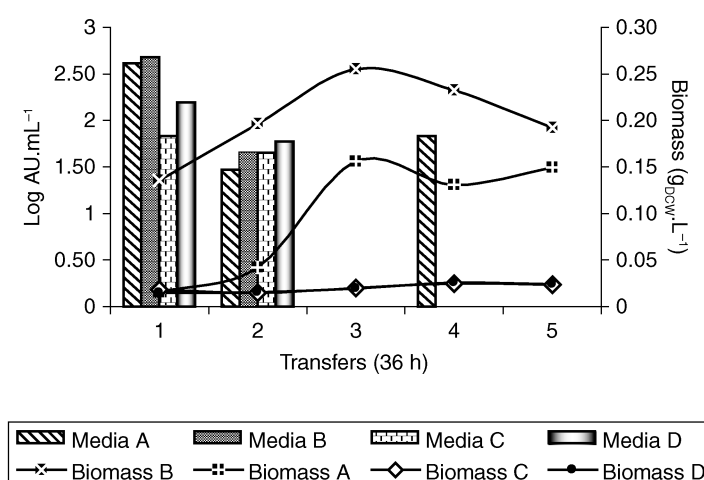 3
2.50
2
1.50
1
0.50
0
Log AU.mL⁻¹
0.30
0.25
0.20
0.15
0.10
0.05
0
Biomass (gDCW.L⁻¹)
1 2 3 4 5
Transfers (36 h)
Media A Media B Media C Media D
Biomass B Biomass A Biomass C Biomass D